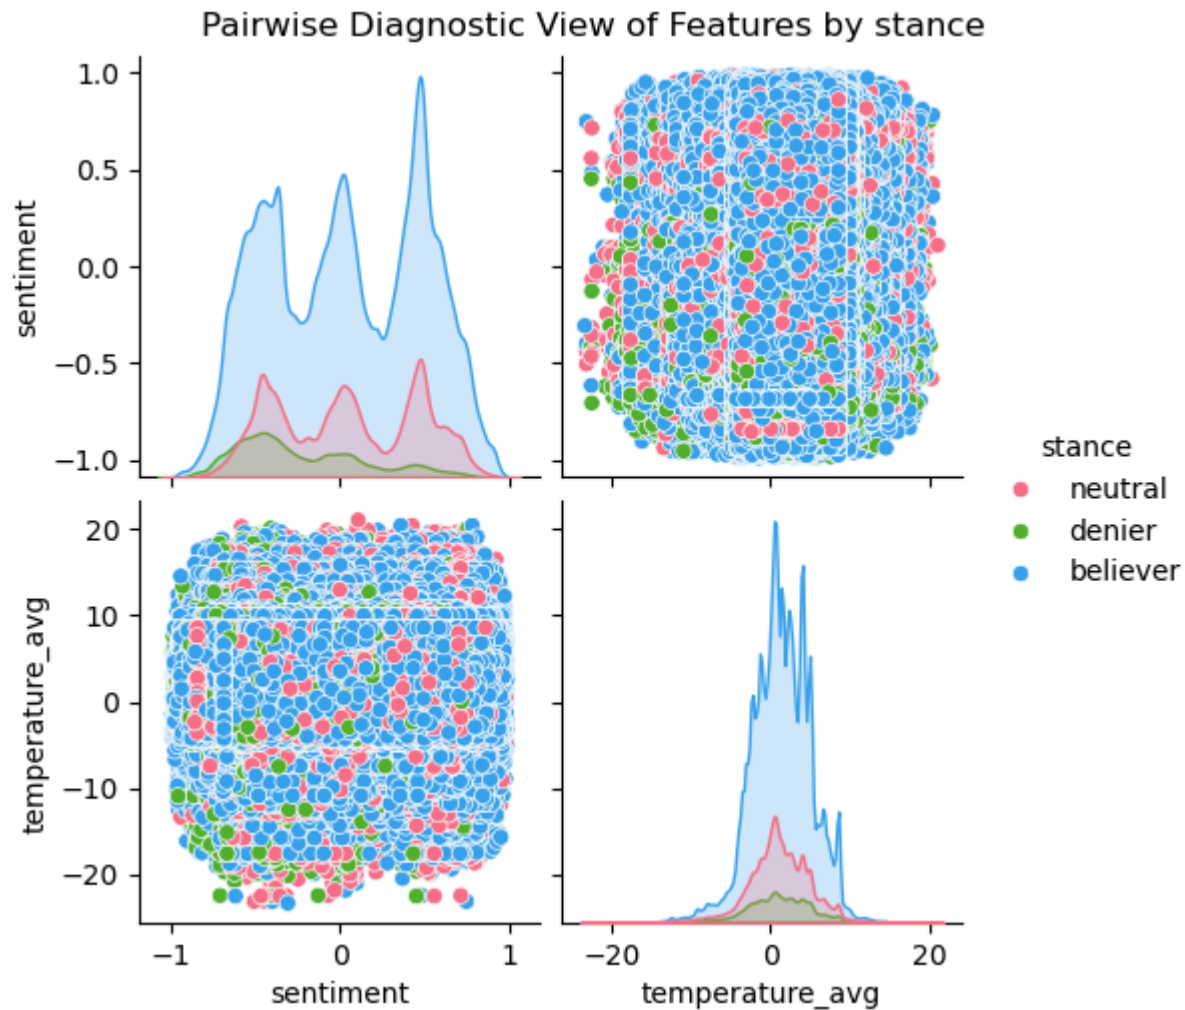 Pairwise Diagnostic View of Features by stance
1.0
0.5
0.0
−0.5
−1.0
sentiment
20
10
0
−10
−20
temperature_avg
−1
0
1
sentiment
−20
0
20
temperature_avg
stance
neutral
denier
believer